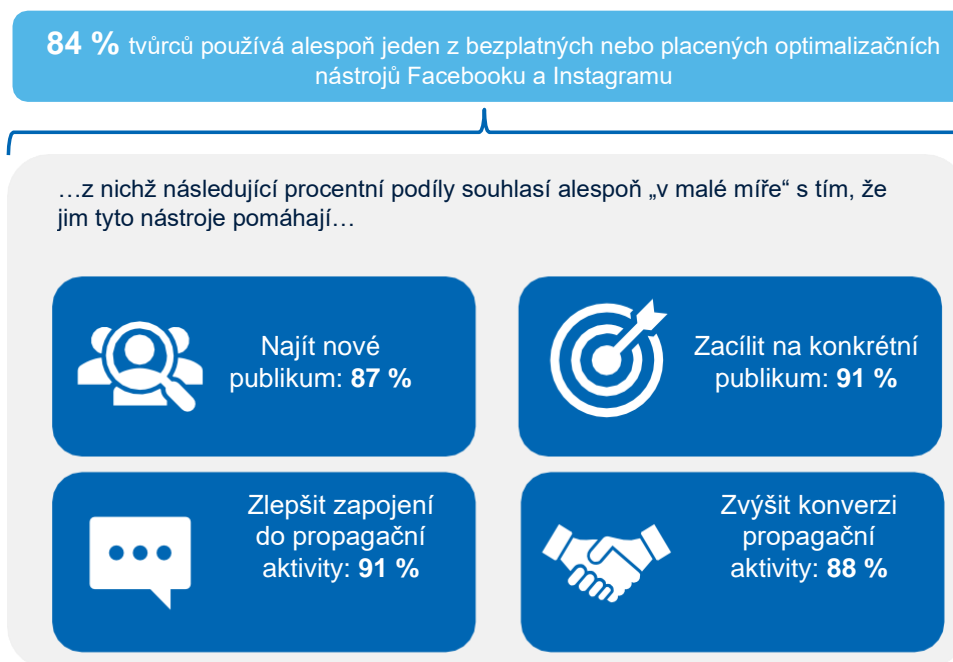 84 % tvůrců používá alespoň jeden z bezplatných nebo placených optimalizačních
nástrojů Facebooku a Instagramu
…z nichž následující procentní podíly souhlasí alespoň „v malé míře“ s tím, že
jim tyto nástroje pomáhají…
Najít nové
publikum: 87 %
Zacílit na konkrétní
publikum: 91 %
Zlepšit zapojení
do propagační
aktivity: 91 %
Zvýšit konverzi
propagační
aktivity: 88 %